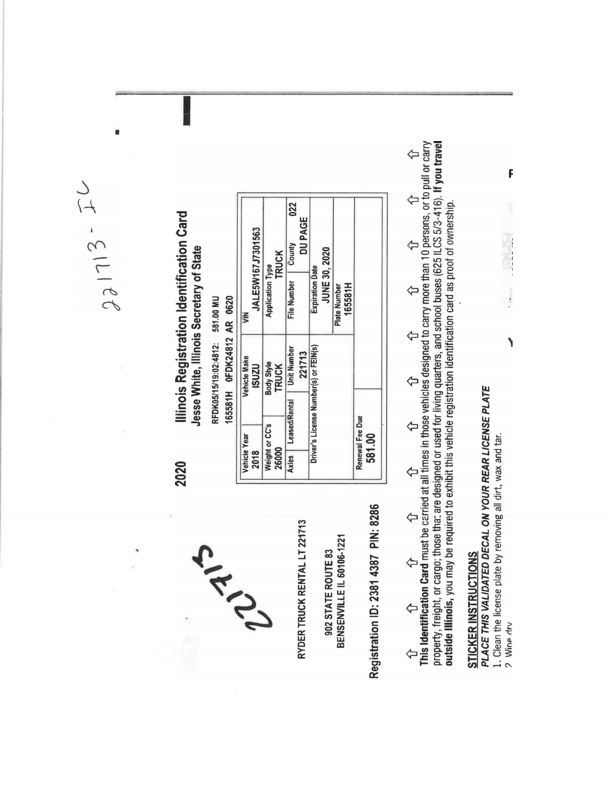 221713 - IL
2020 Illinois Registration Identification Card
Jesse White, Illinois Secretary of State
RFDK05/15/19:02:4812: 581.00 MU
165581H 0FDK24812 AR 0620
221713
Vehicle Year Vehicle Make VIN
2018 ISUZU JALE5W167J7301563
Weight or CC's Body Style Application Type
26000 TRUCK TRUCK
Axles Leased/Rental Unit Number File Number County 022
221713 DU PAGE
Driver's License Number(s) or FEIN(s) Expiration Date
JUNE 30, 2020
Plate Number
165581H
Renewal Fee Due
581.00
RYDER TRUCK RENTAL LT 221713
902 STATE ROUTE 83
BENSENVILLE IL 60106-1221
Registration ID: 2381 4387 PIN: 8286
This Identification Card must be carried at all times in those vehicles designed to carry more than 10 persons, or to pull or carry
property, freight, or cargo; those that are designed or used for living quarters, and school buses (625 ILCS 5/3-416). If you travel
outside Illinois, you may be required to exhibit this vehicle registration identification card as proof of ownership.
STICKER INSTRUCTIONS
PLACE THIS VALIDATED DECAL ON YOUR REAR LICENSE PLATE
1. Clean the license plate by removing all dirt, wax and tar.
2. Wipe dry